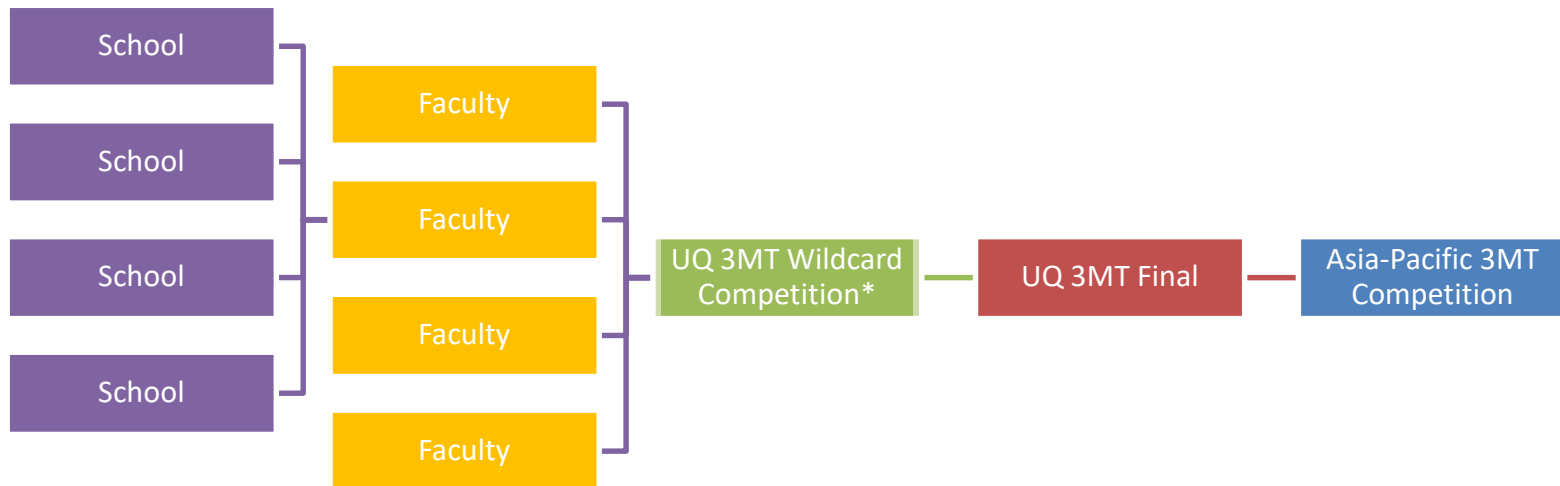 School
School
School
School
Faculty
Faculty
Faculty
Faculty
UQ 3MT Wildcard
Competition*
UQ 3MT Final
Asia-Pacific 3MT
Competition